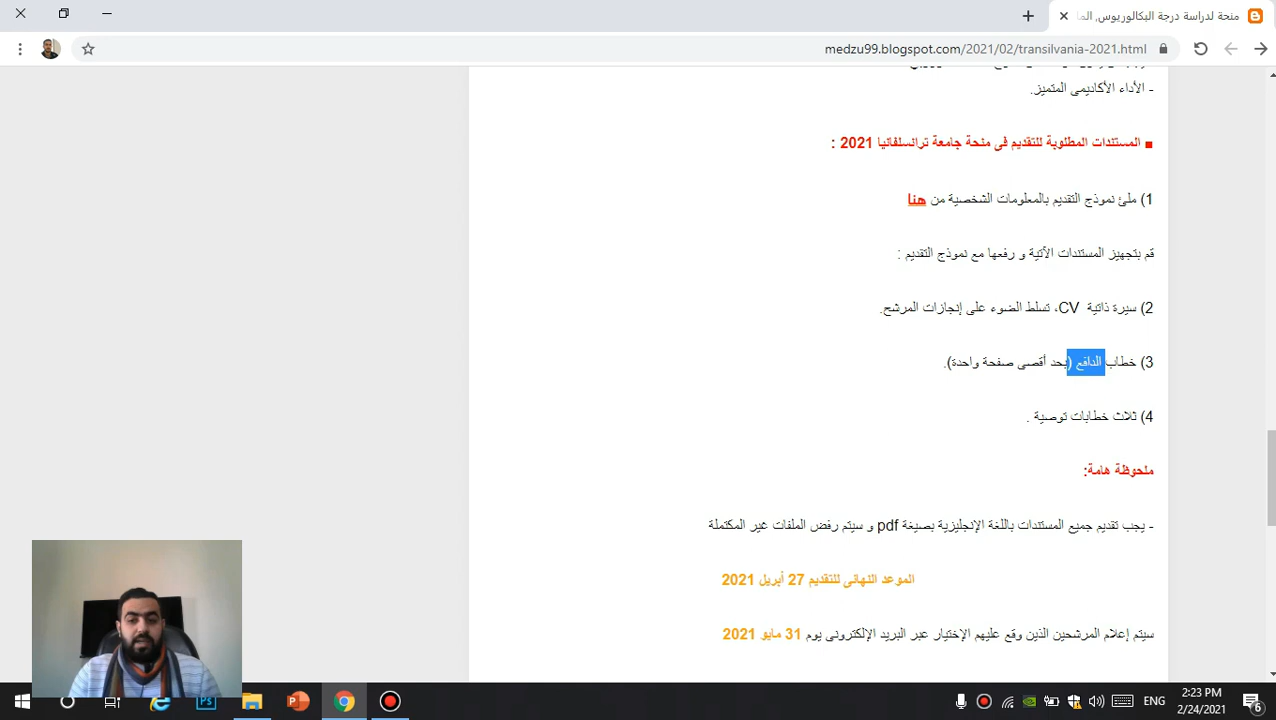 منحة لدراسة درجة البكالوريوس, الما
medzu99.blogspot.com/2021/02/transilvania-2021.html
- الأداء الأكاديمى المتميز.
■ المستندات المطلوبة للتقديم فى منحة جامعة ترانسلفانيا 2021 :
1) ملئ نموذج التقديم بالمعلومات الشخصية من هنا
قم بتجهيز المستندات الآتية و رفعها مع نموذج التقديم :
2) سيرة ذاتية CV، تسلط الضوء على إنجازات المرشح.
3) خطاب الدافع (بحد أقصى صفحة واحدة).
4) ثلاث خطابات توصية .
ملحوظة هامة:
- يجب تقديم جميع المستندات باللغة الإنجليزية بصيغة pdf و سيتم رفض الملفات غير المكتملة
الموعد النهائى للتقديم 27 أبريل 2021
سيتم إعلام المرشحين الذين وقع عليهم الإختيار عبر البريد الإلكترونى يوم 31 مايو 2021
Ps
ENG
2:23 PM
2/24/2021
6